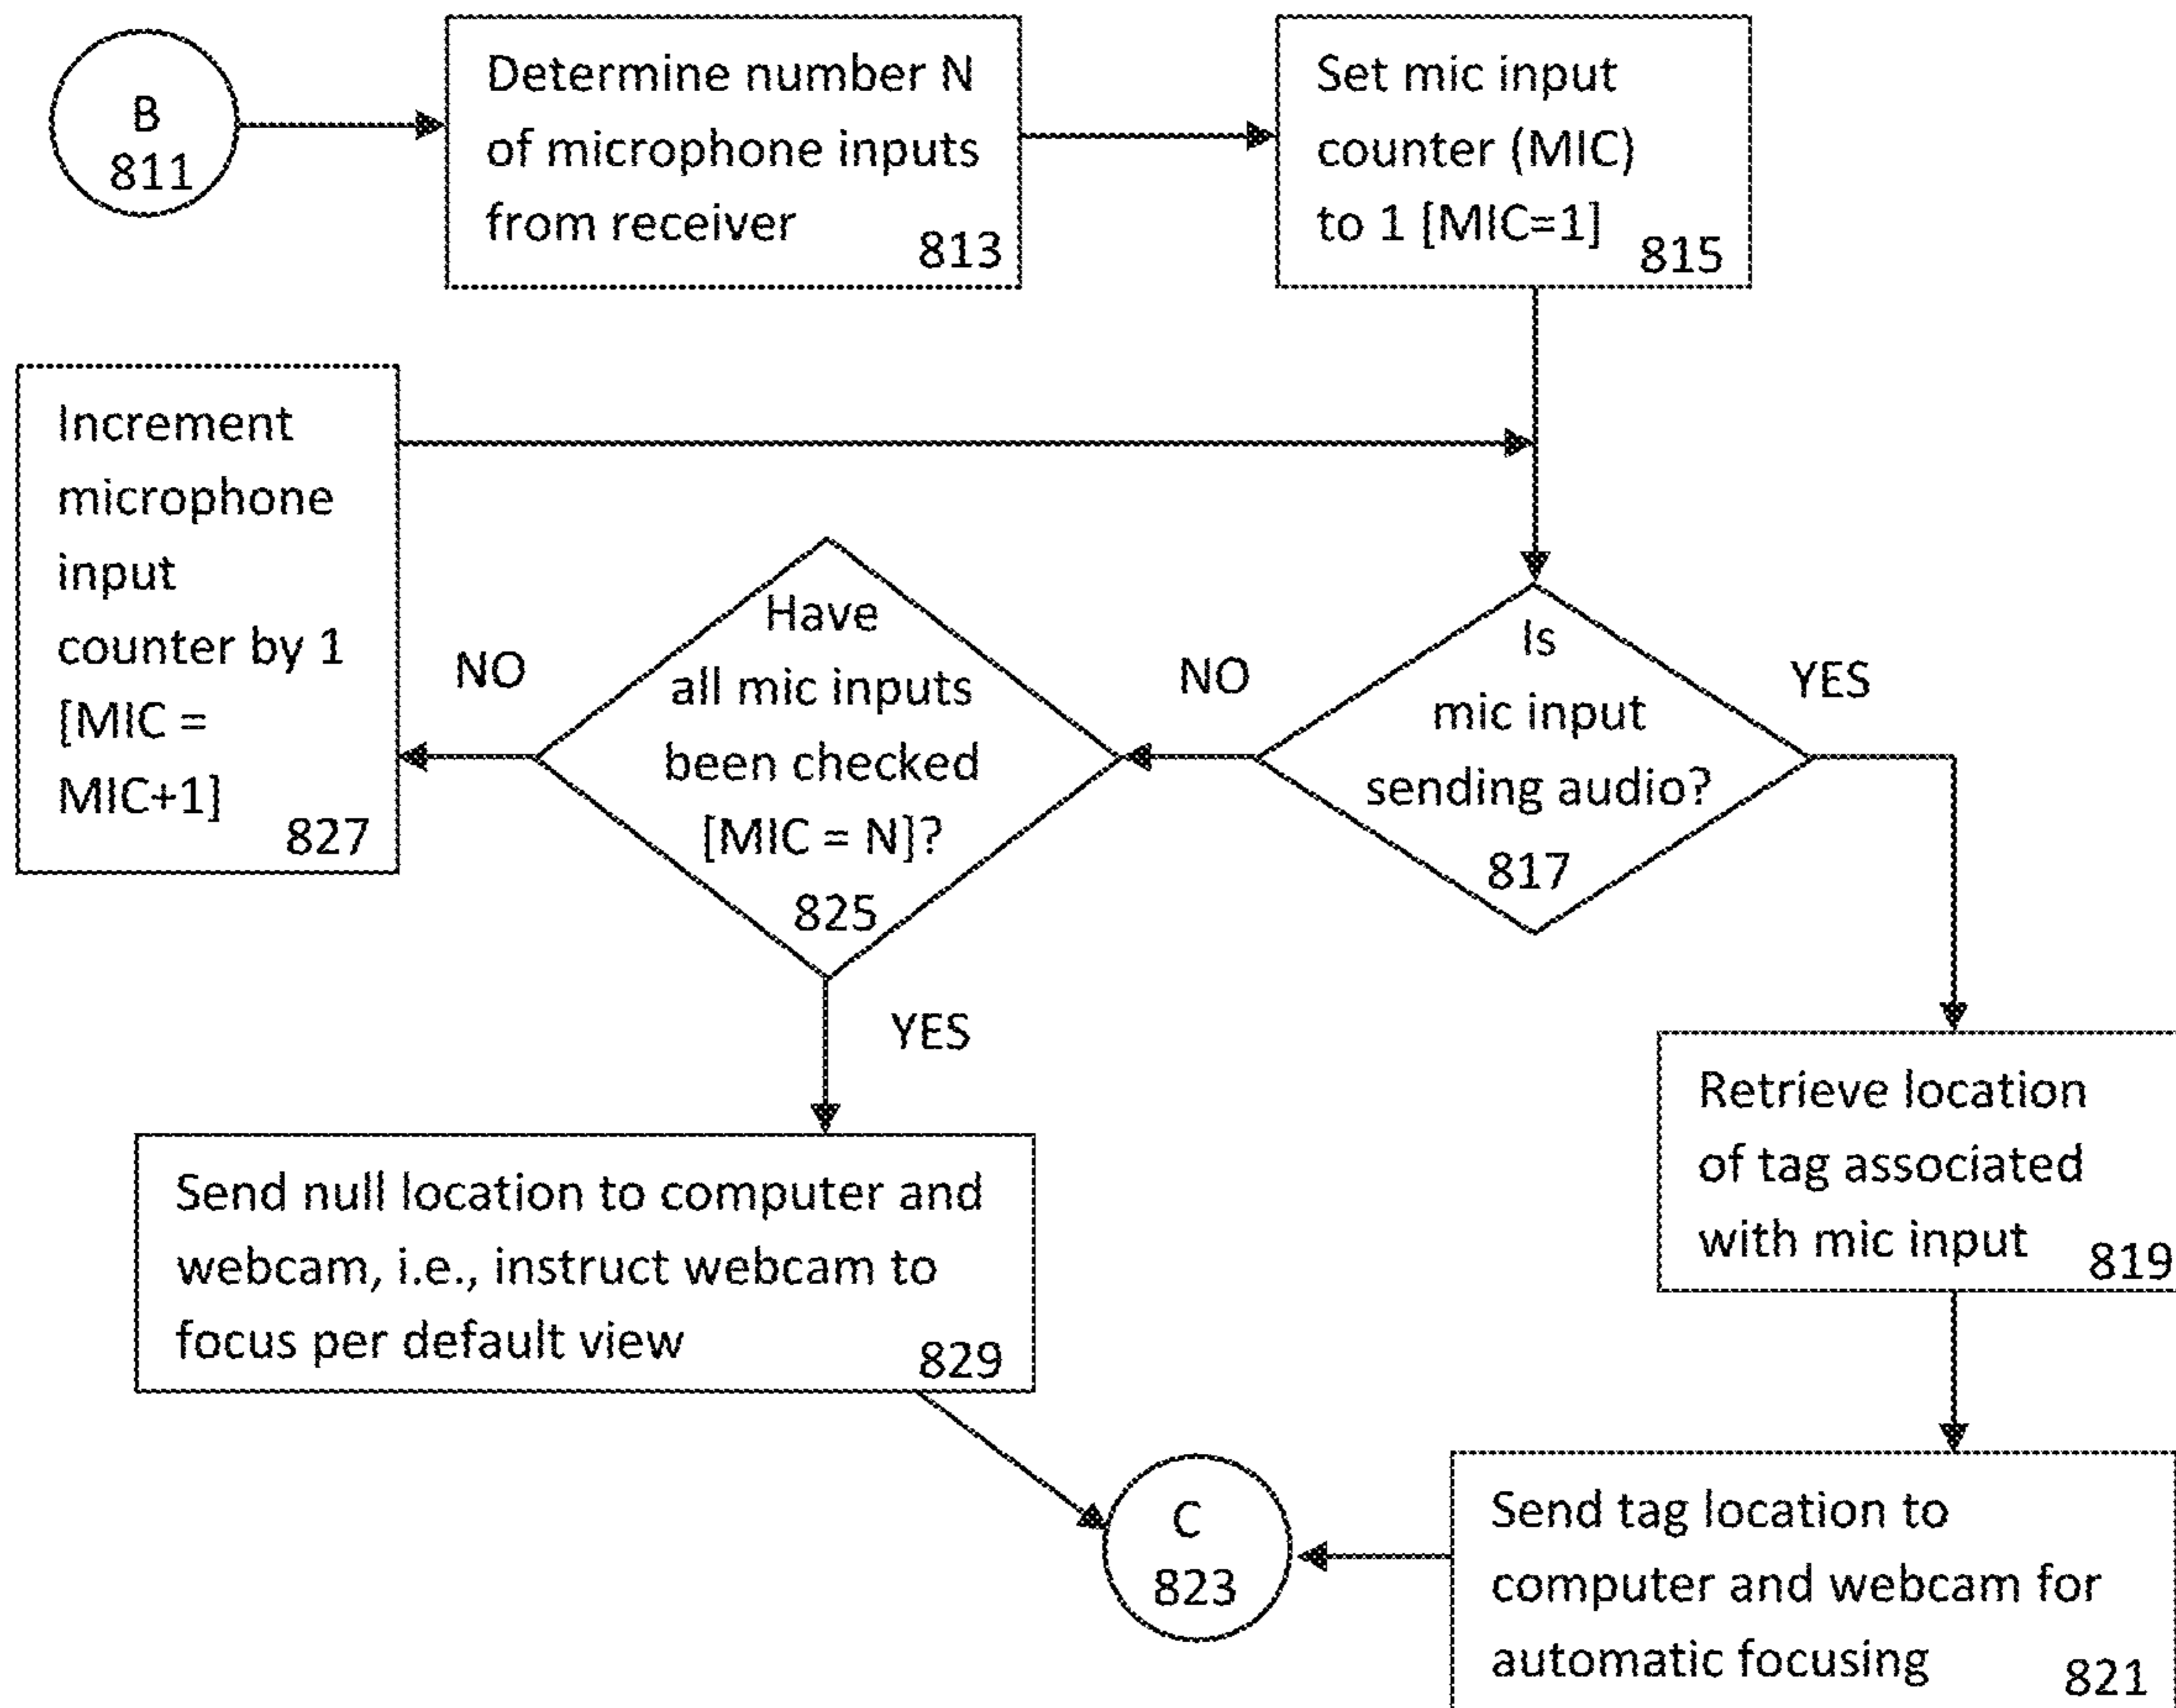 B
811
Determine number N
of microphone inputs
from receiver
813
Set mic input
counter (MIC)
to 1 [MIC=1]
815
Increment
microphone
input
counter by 1
[MIC =
MIC+1]
827
NO
Have
all mic inputs
been checked
[MIC = N]?
825
NO
Is
mic input
sending audio?
817
YES
YES
Retrieve location
of tag associated
with mic input
819
Send null location to computer and
webcam, i.e., instruct webcam to
focus per default view
829
C
823
Send tag location to
computer and webcam for
automatic focusing
821